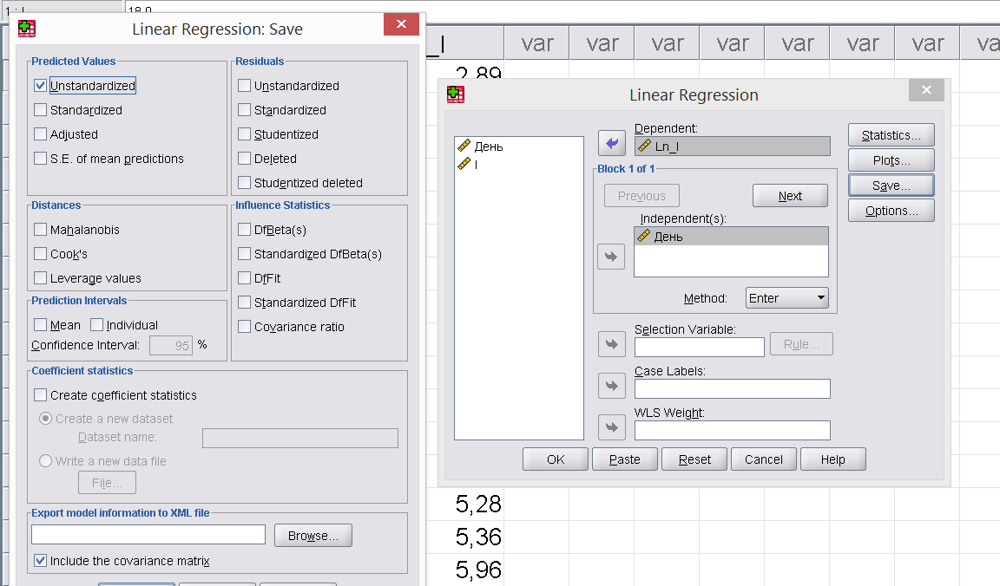 18,0
_I
var
var
var
var
var
var
var
2,89
5,28
5,36
5,96
Linear Regression: Save
Predicted Values
Unstandardized
Standardized
Adjusted
S.E. of mean predictions
Residuals
Unstandardized
Standardized
Studentized
Deleted
Studentized deleted
Distances
Mahalanobis
Cook's
Leverage values
Influence Statistics
DfBeta(s)
Standardized DfBeta(s)
DfFit
Standardized DfFit
Covariance ratio
Prediction Intervals
Mean Individual
Confidence Interval: 95 %
Coefficient statistics
Create coefficient statistics
Create a new dataset
Dataset name:
Write a new data file
File...
Export model information to XML file
Browse...
Include the covariance matrix
Linear Regression
День
I
Dependent:
Ln_I
Block 1 of 1
Previous
Next
Independent(s):
День
Method: Enter
Selection Variable:
Rule...
Case Labels:
WLS Weight:
Statistics...
Plots...
Save...
Options...
OK
Paste
Reset
Cancel
Help